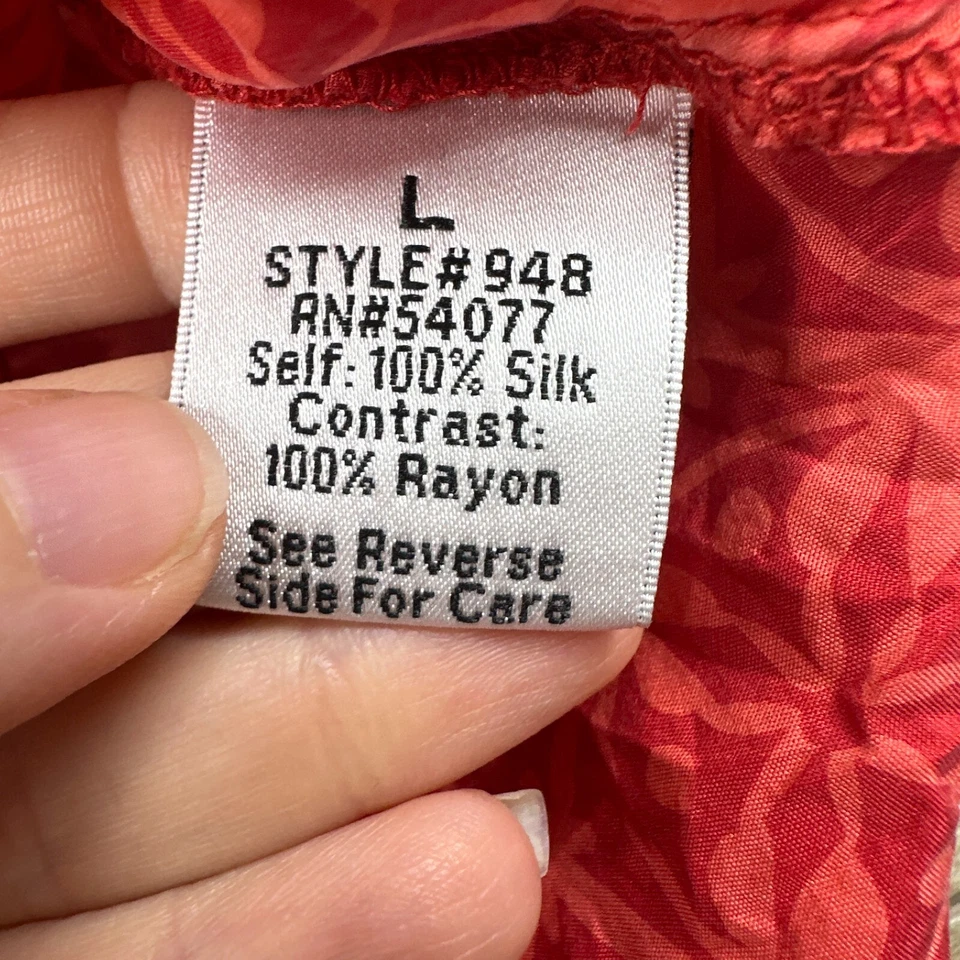 L
STYLE# 948
RN#54077
Self: 100% Silk
Contrast:
100% Rayon
See Reverse
Side For Care